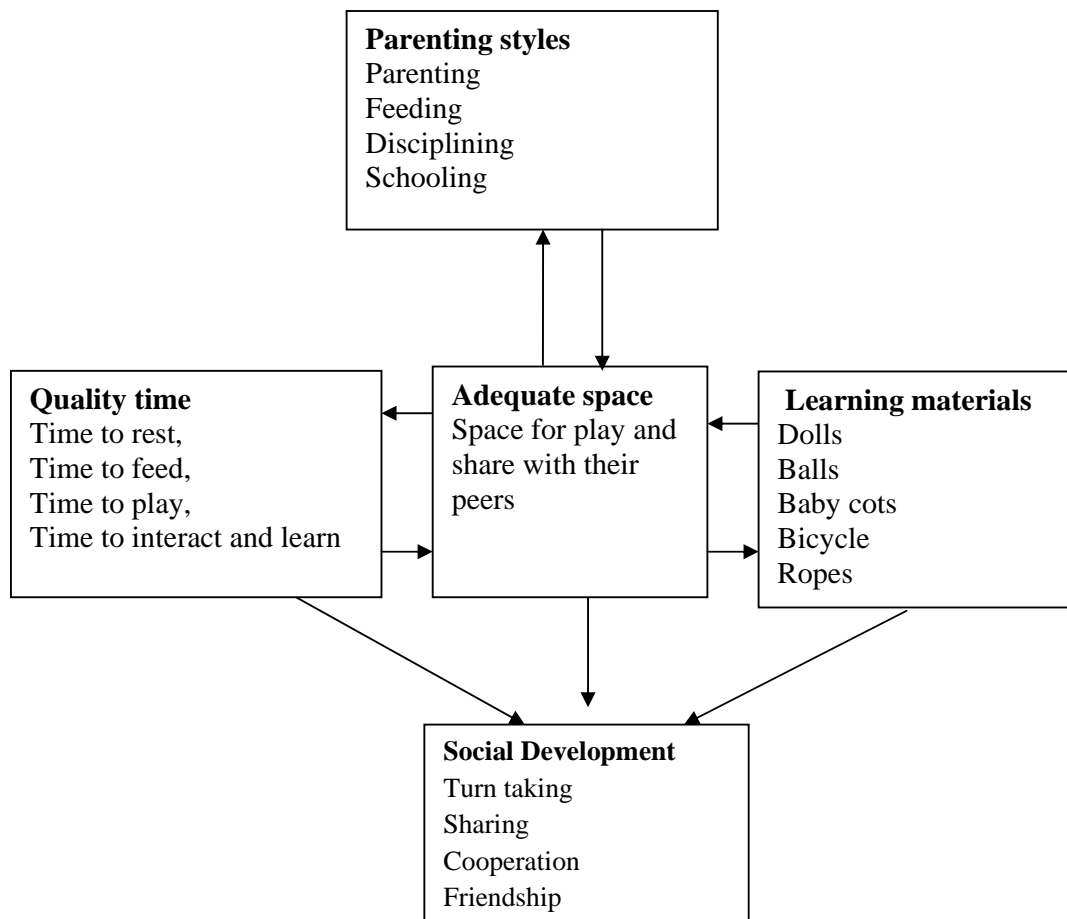 Parenting styles
Parenting
Feeding
Disciplining
Schooling
Quality time
Time to rest,
Time to feed,
Time to play,
Time to interact and learn
Adequate space
Space for play and
share with their
peers
Learning materials
Dolls
Balls
Baby cots
Bicycle
Ropes
Social Development
Turn taking
Sharing
Cooperation
Friendship